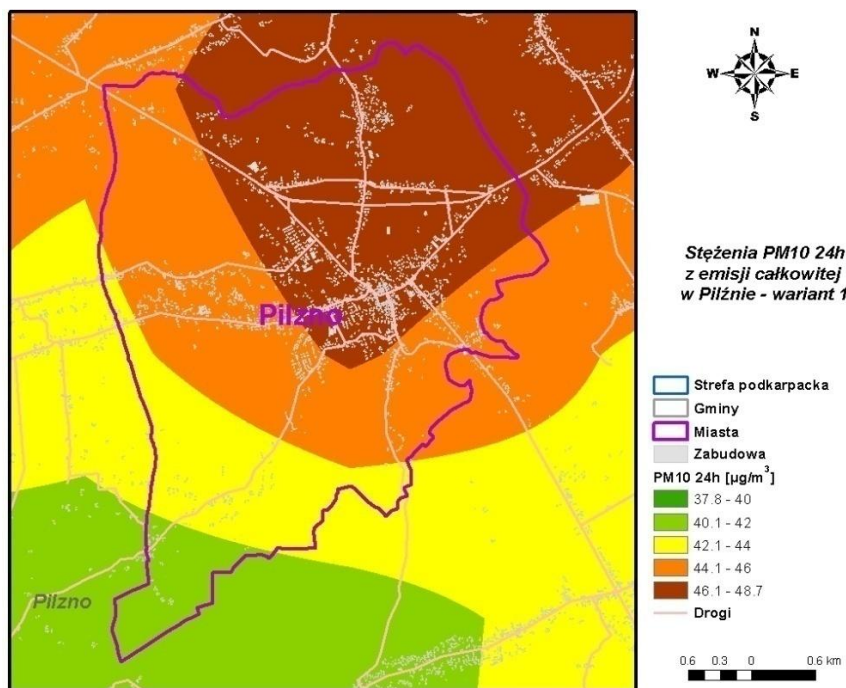 N
W E
S
Stężenia PM10 24h
z emisji całkowitej
w Pilźnie - wariant 1
Pilzno
Pilzno
Strefa podkarpacka
Gminy
Miasta
Zabudowa
PM10 24h [µg/m³]
37.8 - 40
40.1 - 42
42.1 - 44
44.1 - 46
46.1 - 48.7
Drogi
0.6 0.3 0 0.6 km